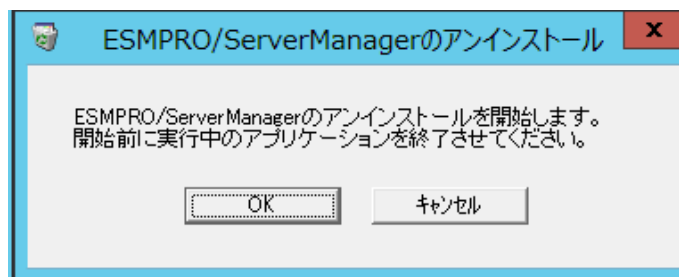 ESMPRO/ServerManagerのアンインストール
x
ESMPRO/ServerManagerのアンインストールを開始します。
開始前に実行中のアプリケーションを終了させてください。
OK
キャンセル